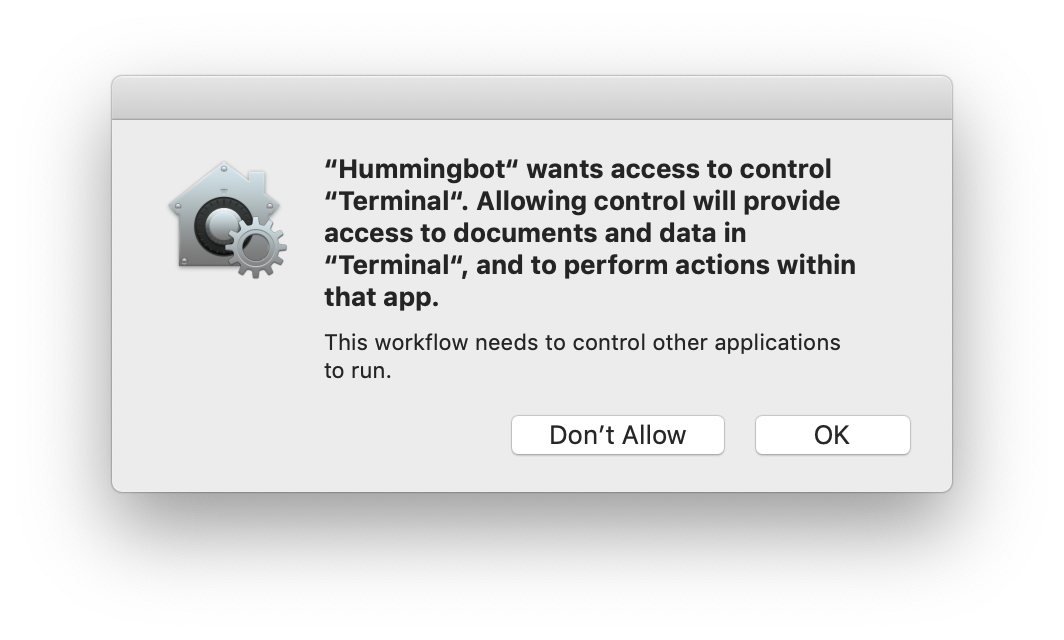 “Hummingbot“ wants access to control
“Terminal“. Allowing control will provide
access to documents and data in
“Terminal“, and to perform actions within
that app.
This workflow needs to control other applications
to run.
Don’t Allow
OK